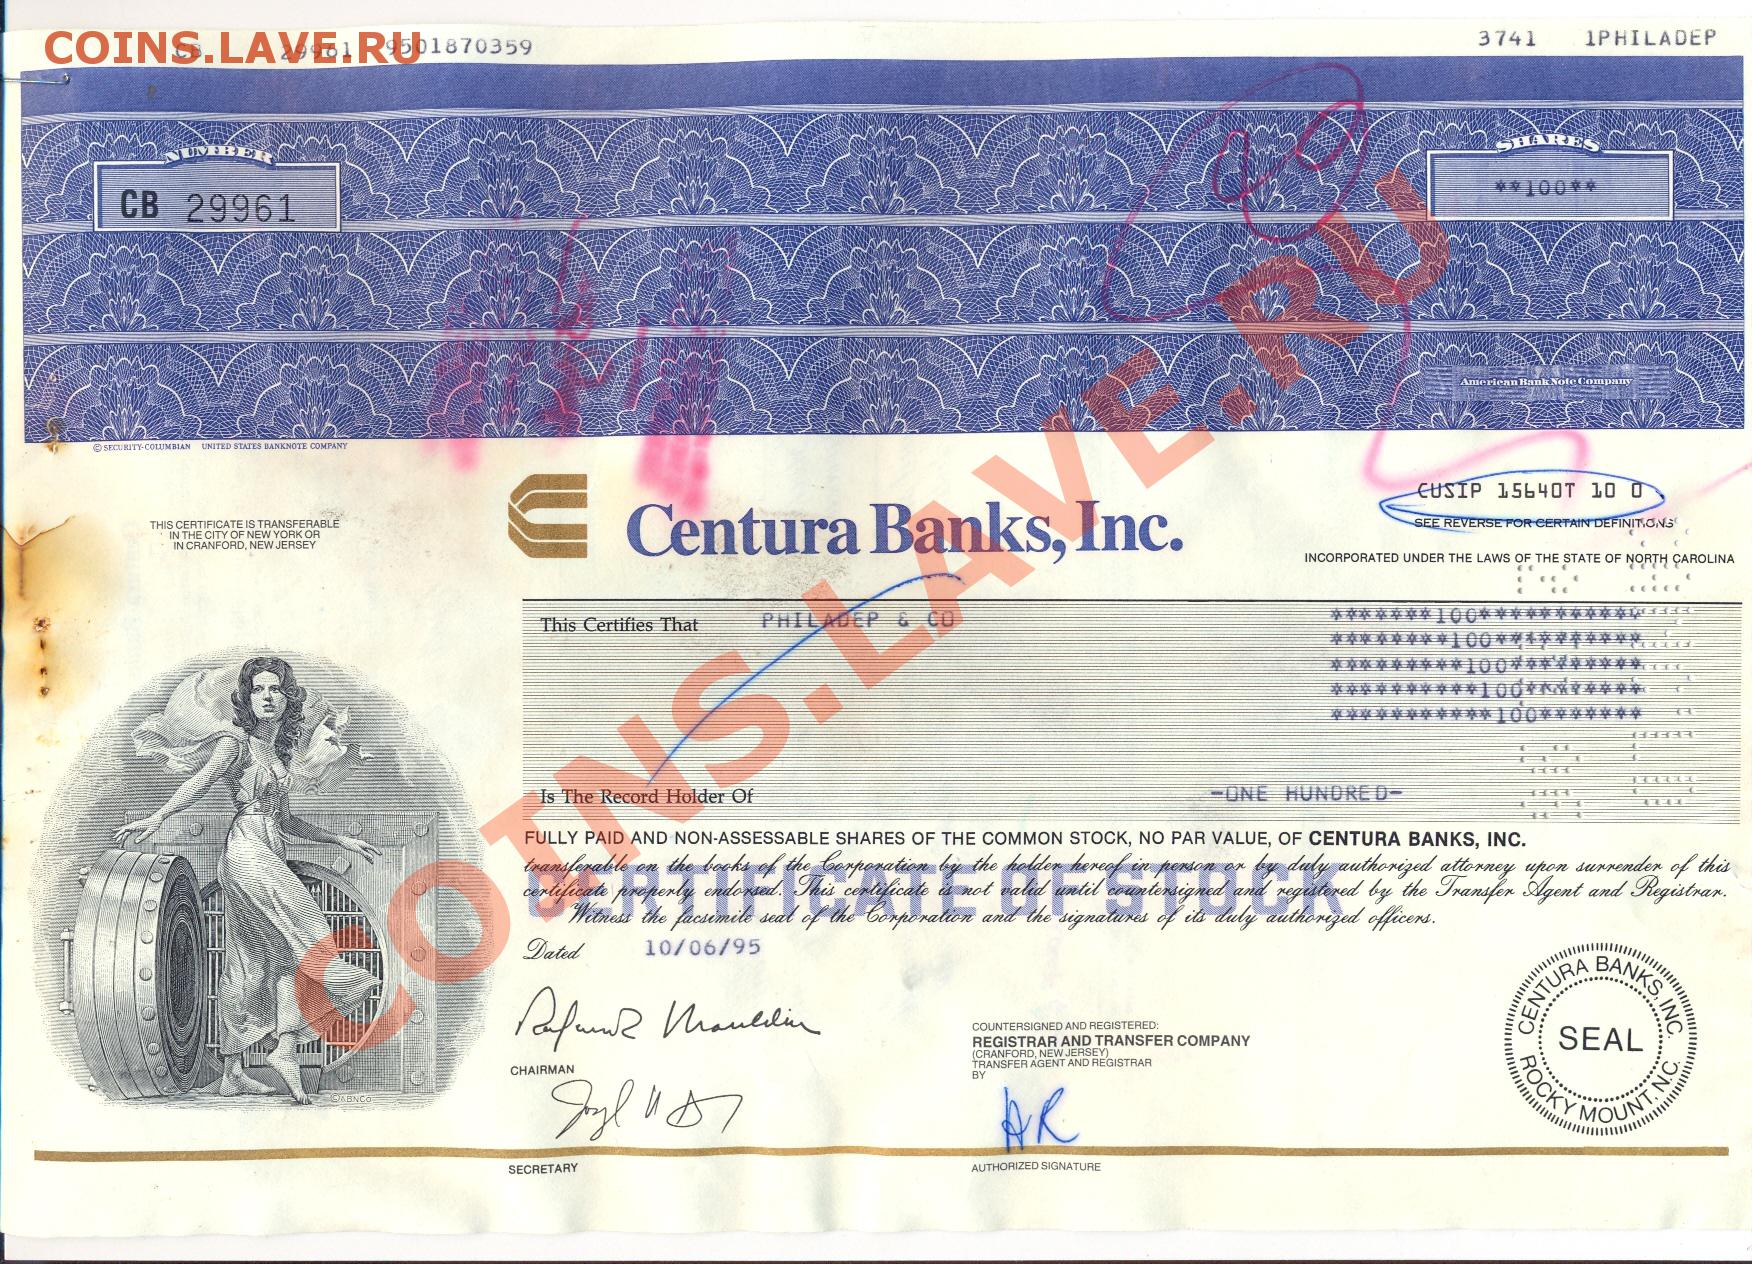 COINS.LAVE.RU
CB 29961 9501870359
3741 1PHILADEP
NUMBER
CB 29961
SHARES
**100**
American Bank Note Company
© SECURITY-COLUMBIAN UNITED STATES BANKNOTE COMPANY
THIS CERTIFICATE IS TRANSFERABLE
IN THE CITY OF NEW YORK OR
IN CRANFORD, NEW JERSEY
Centura Banks, Inc.
CUSIP 15640T 10 0
SEE REVERSE FOR CERTAIN DEFINITIONS
INCORPORATED UNDER THE LAWS OF THE STATE OF NORTH CAROLINA
This Certifies That PHILADEP & CO
*******100************
********100***********
*********100**********
**********100*********
***********100*******
Is The Record Holder Of -ONE HUNDRED-
FULLY PAID AND NON-ASSESSABLE SHARES OF THE COMMON STOCK, NO PAR VALUE, OF CENTURA BANKS, INC.
transferable on the books of the Corporation by the holder hereof in person or by duly authorized attorney upon surrender of this
certificate properly endorsed. This certificate is not valid until countersigned and registered by the Transfer Agent and Registrar.
Witness the facsimile seal of the Corporation and the signatures of its duly authorized officers.
CERTIFICATE OF STOCK
Dated 10/06/95
COINS.LAVE.RU
CHAIRMAN
SECRETARY
COUNTERSIGNED AND REGISTERED:
REGISTRAR AND TRANSFER COMPANY
(CRANFORD, NEW JERSEY)
TRANSFER AGENT AND REGISTRAR
BY
HR
AUTHORIZED SIGNATURE
CENTURA BANKS, INC.
SEAL
ROCKY MOUNT, N.C.
© ABNCo